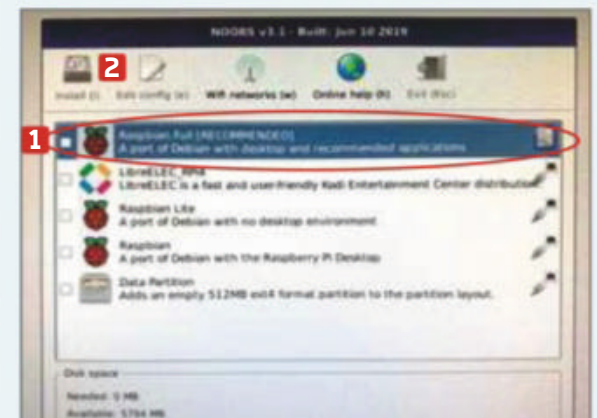 NOOBS v3.1 - Built: Jun 10 2019
2
Install (i) Edit config (e) Wifi networks (w) Online help (h) Exit (Esc)
1
Raspbian Full [RECOMMENDED]
A port of Debian with desktop and recommended applications
LibreELEC_RPi4
LibreELEC is a fast and user-friendly Kodi Entertainment Center distribution
Raspbian Lite
A port of Debian with no desktop environment
Raspbian
A port of Debian with the Raspberry Pi Desktop
Data Partition
Adds an empty 512MB ext4 format partition to the partition layout.
Disk space
Needed: 0 MB
Available: 5794 MB